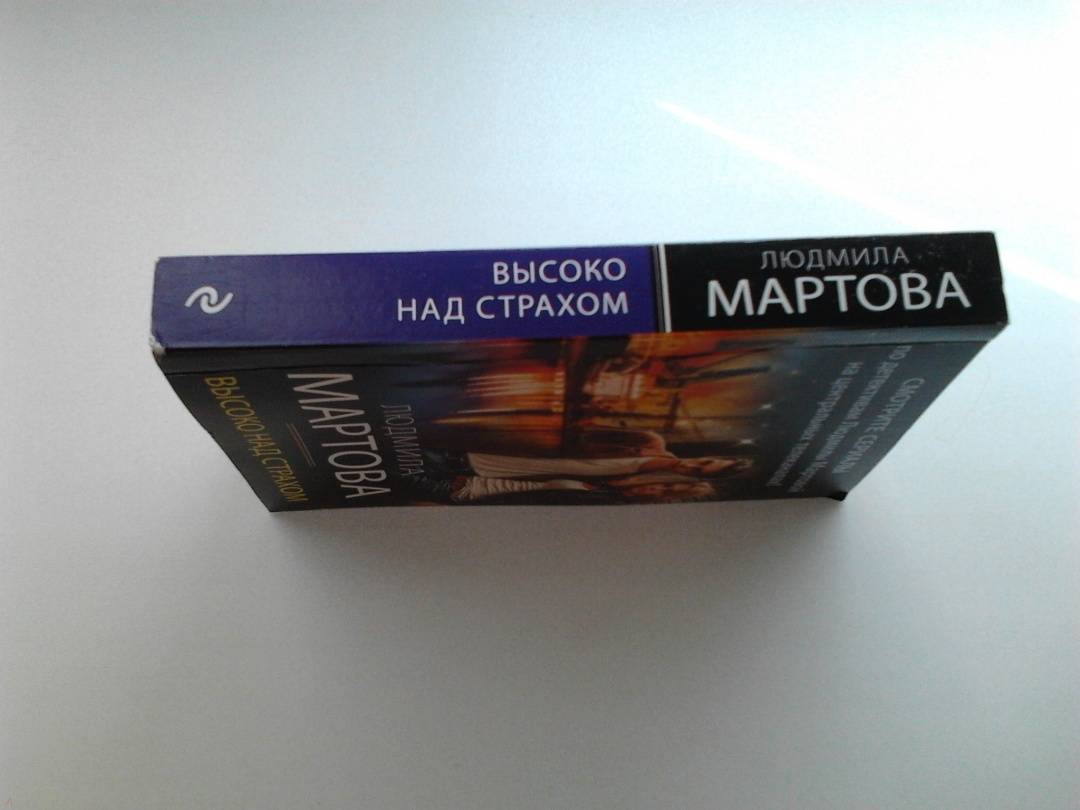 ВЫСОКО
НАД СТРАХОМ
ЛЮДМИЛА
МАРТОВА
СМОТРИТЕ СЕРИАЛЫ
по детективам Людмилы Мартовой
на центральных телеканалах!
ЛЮДМИЛА
МАРТОВА
ВЫСОКО НАД СТРАХОМ